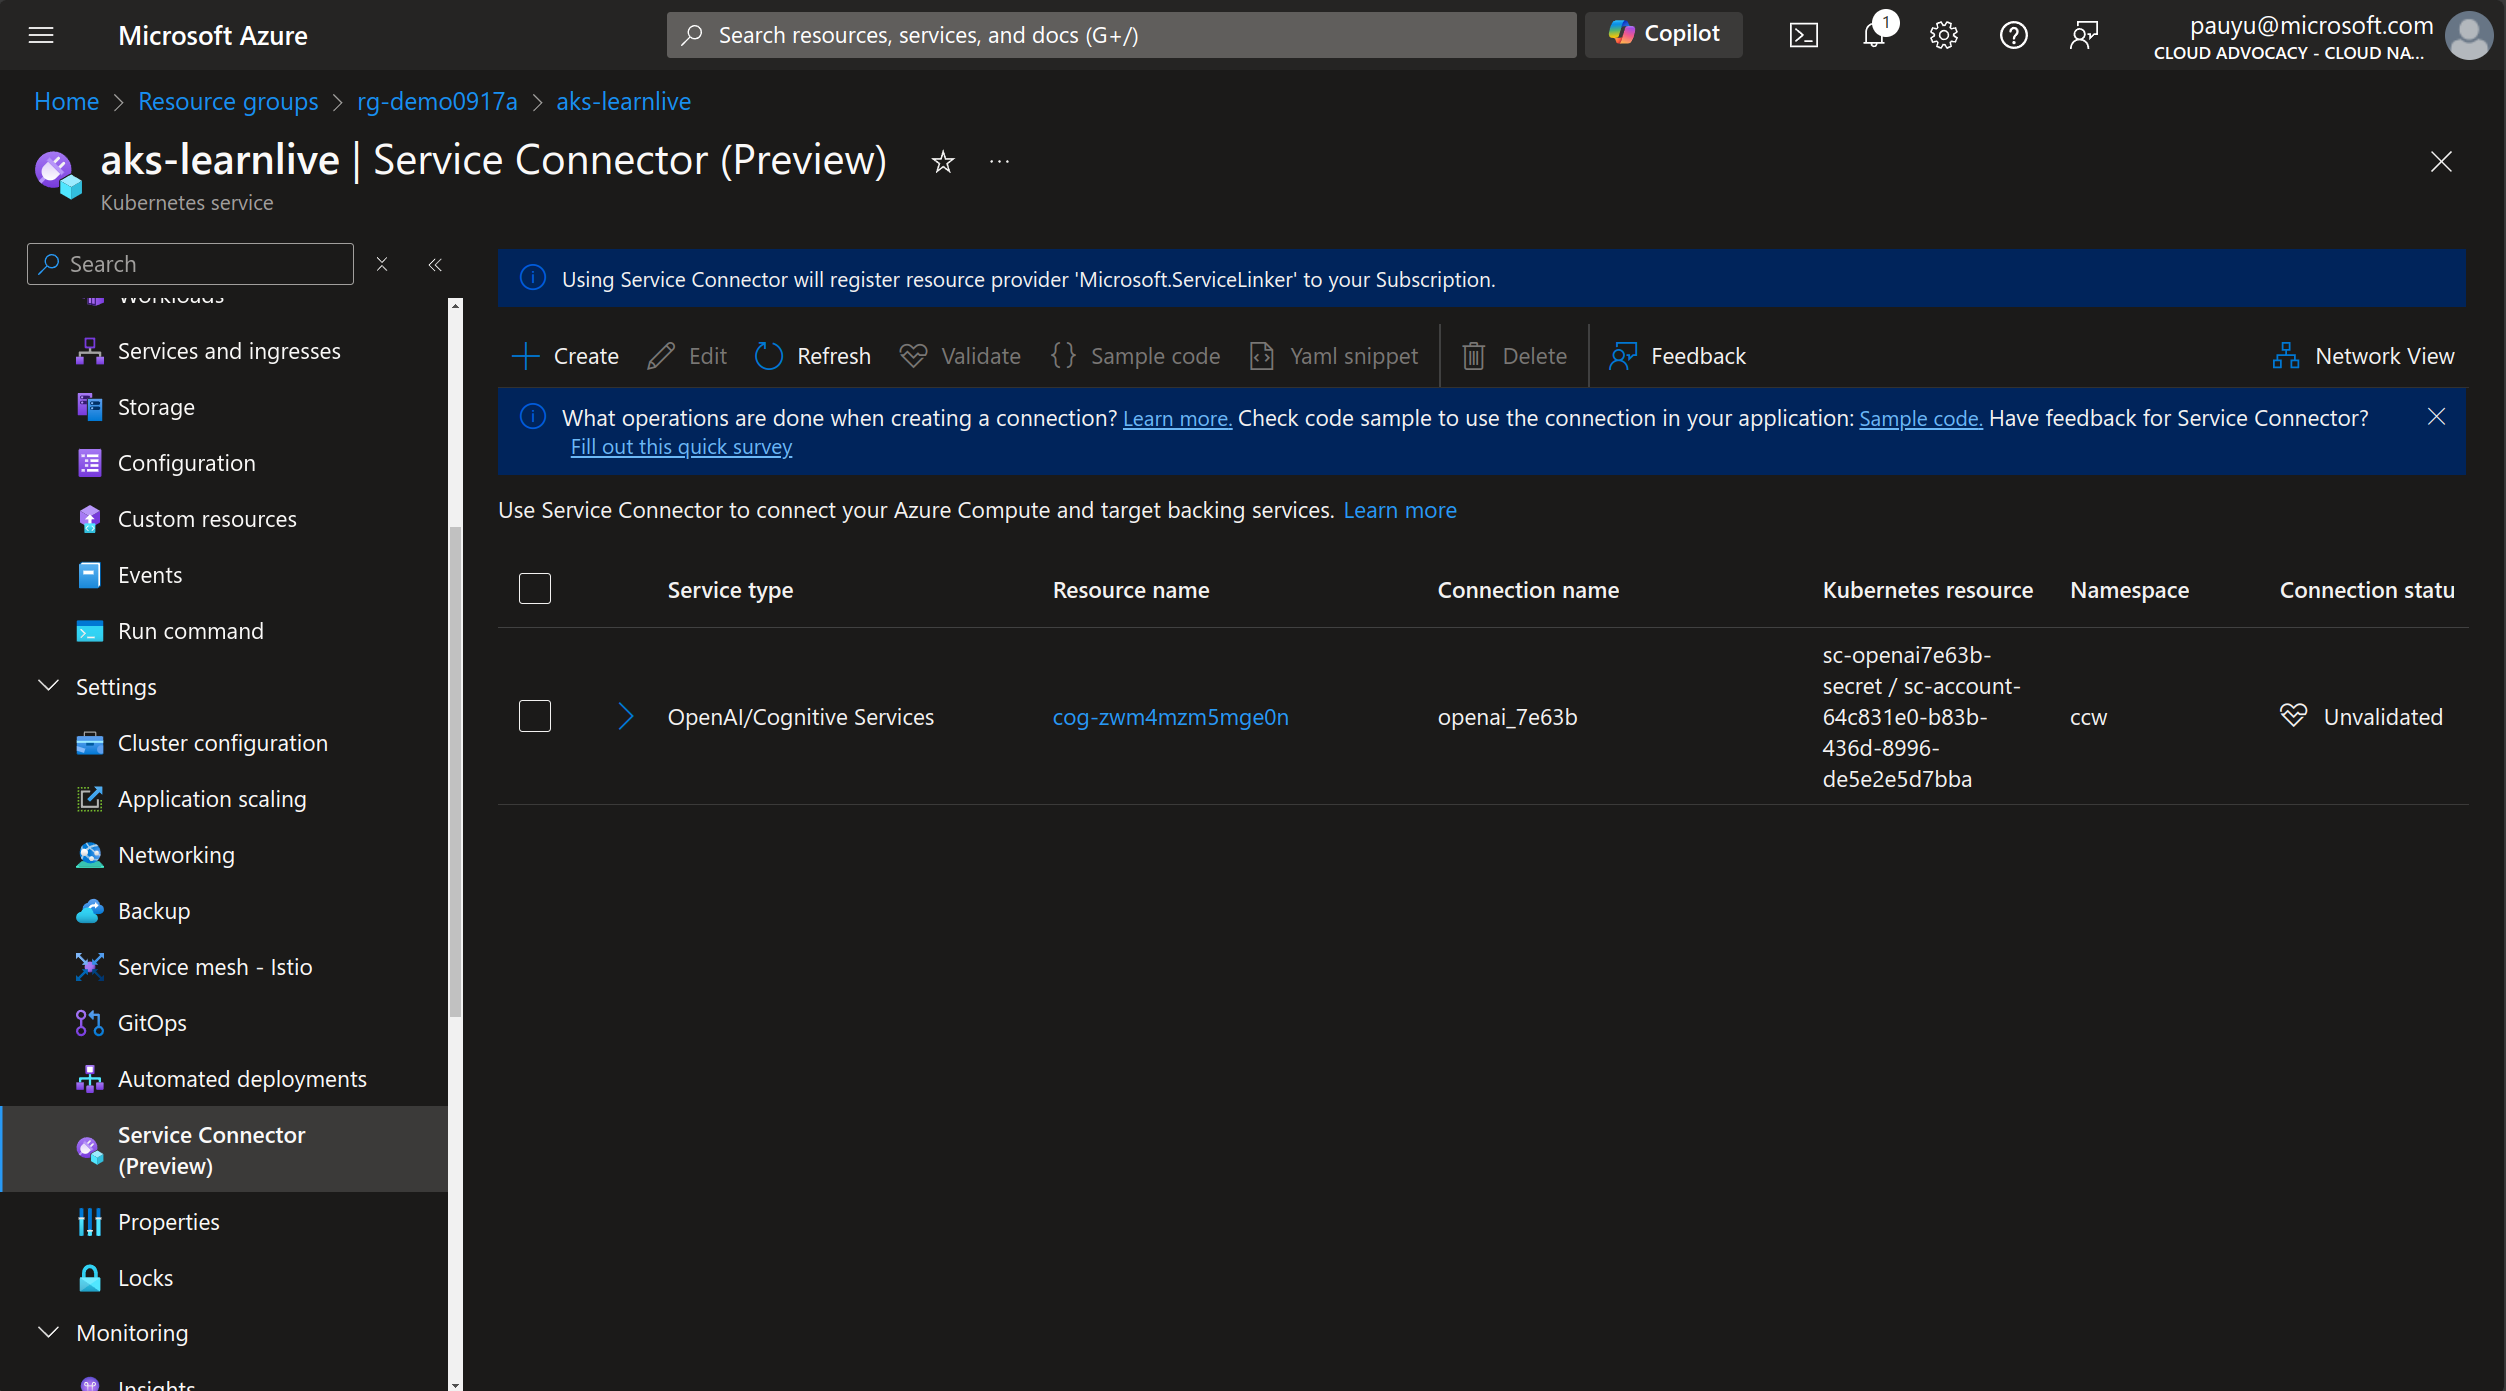 Microsoft Azure
Search resources, services, and docs (G+/)
Copilot
1
pauyu@microsoft.com
CLOUD ADVOCACY - CLOUD NA...
Home > Resource groups > rg-demo0917a > aks-learnlive
aks-learnlive | Service Connector (Preview)
Kubernetes service
Search
Workloads
Services and ingresses
Storage
Configuration
Custom resources
Events
Run command
Settings
Cluster configuration
Application scaling
Networking
Backup
Service mesh - Istio
GitOps
Automated deployments
Service Connector
(Preview)
Properties
Locks
Monitoring
Insights
Using Service Connector will register resource provider 'Microsoft.ServiceLinker' to your Subscription.
Create
Edit
Refresh
Validate
Sample code
Yaml snippet
Delete
Feedback
Network View
What operations are done when creating a connection? Learn more. Check code sample to use the connection in your application: Sample code. Have feedback for Service Connector?
Fill out this quick survey
Use Service Connector to connect your Azure Compute and target backing services. Learn more
Service type
Resource name
Connection name
Kubernetes resource
Namespace
Connection statu
OpenAI/Cognitive Services
cog-zwm4mzm5mge0n
openai_7e63b
sc-openai7e63b-
secret / sc-account-
64c831e0-b83b-
436d-8996-
de5e2e5d7bba
ccw
Unvalidated